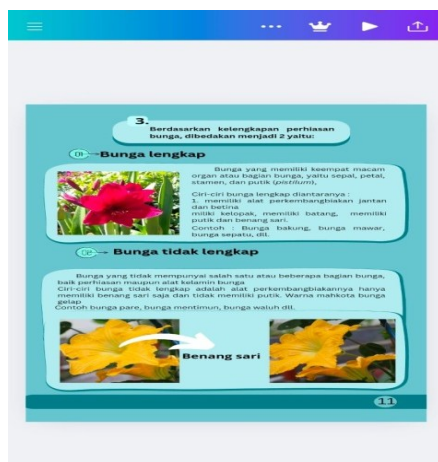 3.
Berdasarkan kelengkapan perhiasan
bunga, dibedakan menjadi 2 yaitu:
Bunga lengkap
Bunga yang memiliki keempat macam
organ atau bagian bunga, yaitu sepal, petal,
stamen, dan putik (pistilum),
Ciri-ciri bunga lengkap diantaranya :
1. memiliki alat perkembangbiakan jantan
dan betina
miliki kelopak, memiliki batang, memiliki
putik dan benang sari.
Contoh : Bunga bakung, bunga mawar,
bunga sepatu, dll.
Bunga tidak lengkap
Bunga yang tidak mempunyai salah satu atau beberapa bagian bunga,
baik perhiasan maupun alat kelamin bunga
Ciri-ciri bunga tidak lengkap adalah alat perkembangbiakannya hanya
memiliki benang sari saja dan tidak memiliki putik. Warna mahkota bunga
gelap
Contoh bunga pare, bunga mentimun, bunga waluh dll.
Benang sari
11